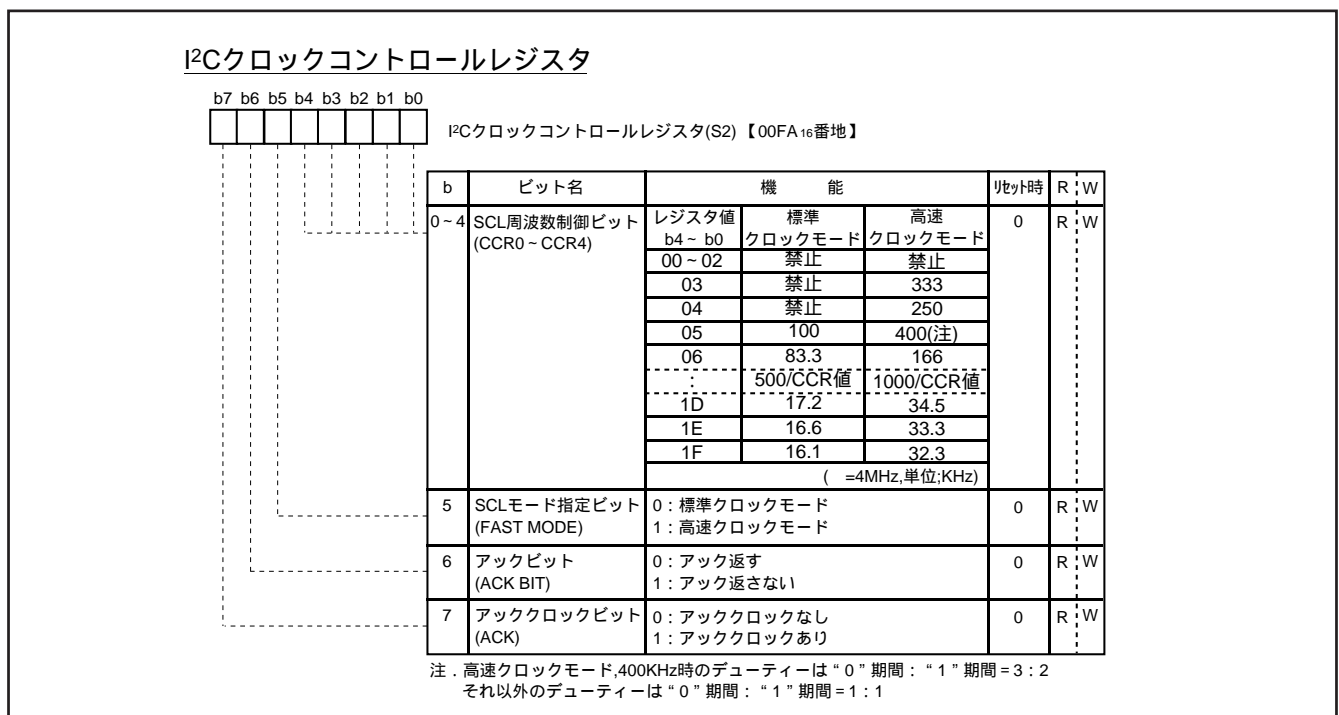 I²Cクロックコントロールレジスタ
b7 b6 b5 b4 b3 b2 b1 b0
I²Cクロックコントロールレジスタ(S2)【00FA₁₆番地】
b ビット名 機 能 リセット時 R W
0~4 SCL周波数制御ビット レジスタ値 標準 高速 0 R W
(CCR0~CCR4) b4~b0 クロックモード クロックモード
00~02 禁止 禁止
03 禁止 333
04 禁止 250
05 100 400(注)
06 83.3 166
: 500/CCR値 1000/CCR値
1D 17.2 34.5
1E 16.6 33.3
1F 16.1 32.3
( =4MHz,単位;KHz)
5 SCLモード指定ビット 0:標準クロックモード 0 R W
(FAST MODE) 1:高速クロックモード
6 アックビット 0:アック返す 0 R W
(ACK BIT) 1:アック返さない
7 アッククロックビット 0:アッククロックなし 0 R W
(ACK) 1:アッククロックあり
注.高速クロックモード,400KHz時のデューティーは“0”期間:“1”期間=3:2
それ以外のデューティーは“0”期間:“1”期間=1:1